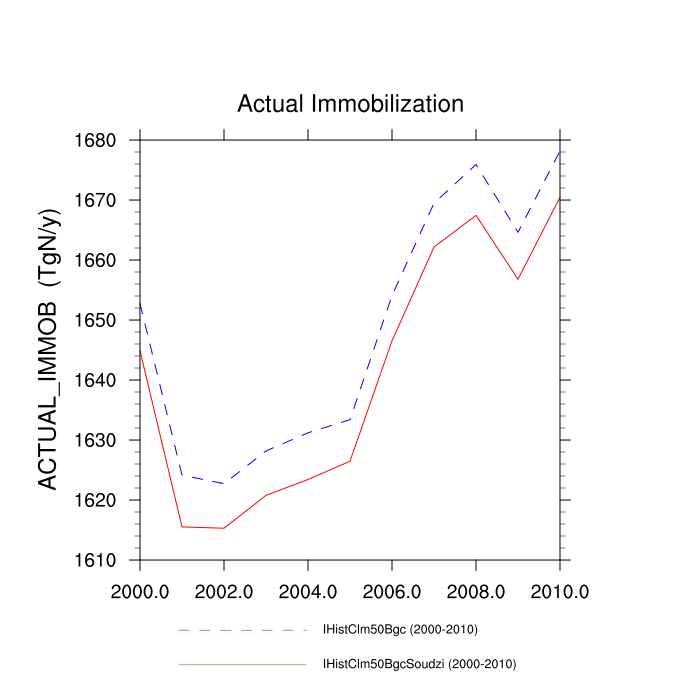 Actual Immobilization
ACTUAL_IMMOB (TgN/y)
1680
1670
1660
1650
1640
1630
1620
1610
2000.0 2002.0 2004.0 2006.0 2008.0 2010.0
IHistClm50Bgc (2000-2010)
IHistClm50BgcSoudzi (2000-2010)